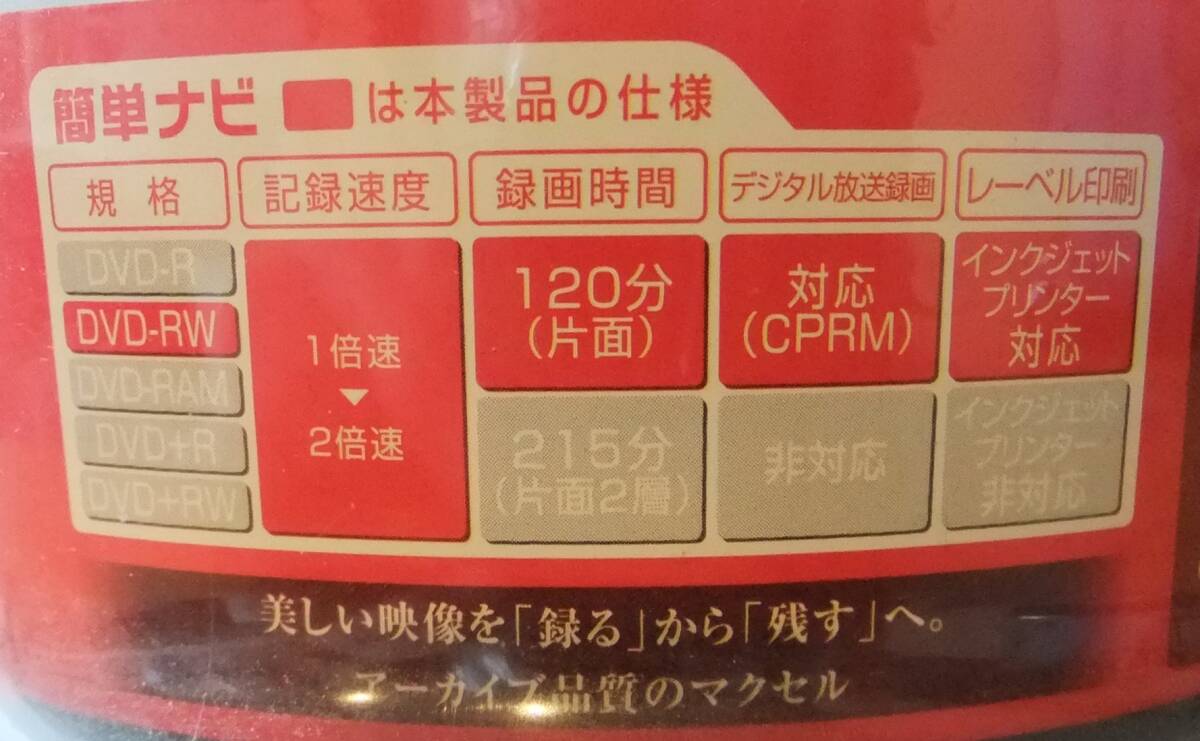 簡単ナビ ■は本製品の仕様
規格 記録速度 録画時間 デジタル放送録画 レーベル印刷
DVD-R
DVD-RW
DVD-RAM
DVD+R
DVD+RW
1倍速
▼
2倍速
120分
(片面)
215分
(片面2層)
対応
(CPRM)
非対応
インクジェット
プリンター
対応
インクジェット
プリンター
非対応
美しい映像を「録る」から「残す」へ。
アーカイブ品質のマクセル